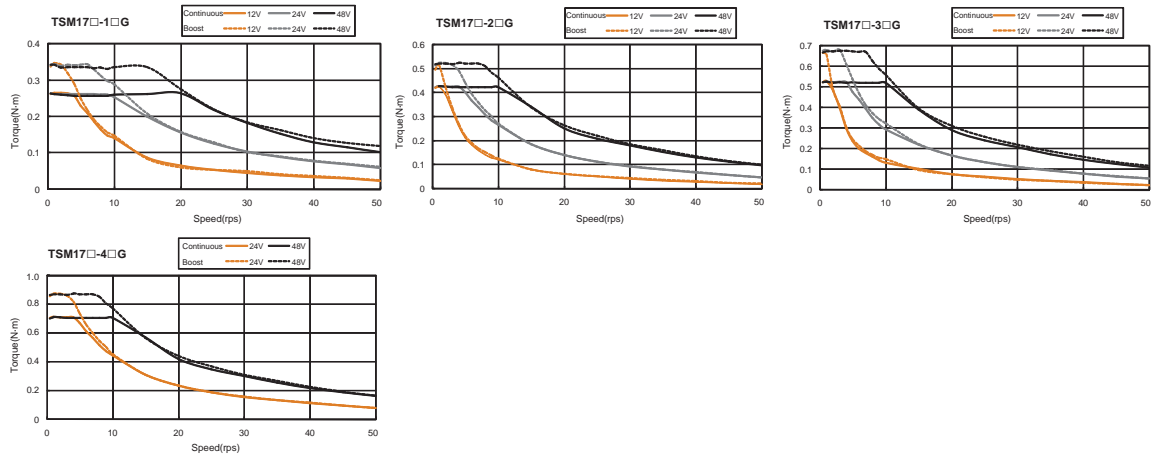 TSM17□-1□G
Continuous 12V 24V 48V
Boost 12V 24V 48V
Torque(N·m)
0.4
0.3
0.2
0.1
0
0 10 20 30 40 50
Speed(rps)
TSM17□-2□G
Continuous 12V 24V 48V
Boost 12V 24V 48V
Torque(N·m)
0.6
0.5
0.4
0.3
0.2
0.1
0
0 10 20 30 40 50
Speed(rps)
TSM17□-3□G
Continuous 12V 24V 48V
Boost 12V 24V 48V
Torque(N·m)
0.7
0.6
0.5
0.4
0.3
0.2
0.1
0
0 10 20 30 40 50
Speed(rps)
TSM17□-4□G
Continuous 24V 48V
Boost 24V 48V
Torque(N·m)
1.0
0.8
0.6
0.4
0.2
0
0 10 20 30 40 50
Speed(rps)